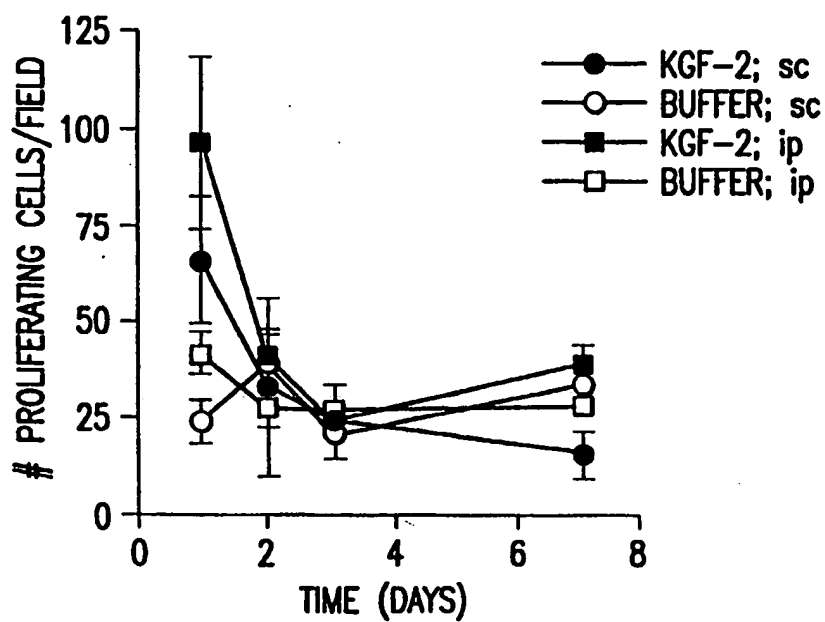 125
100
75
50
25
0
# PROLIFERATING CELLS/FIELD
KGF-2; sc
BUFFER; sc
KGF-2; ip
BUFFER; ip
0 2 4 6 8
TIME (DAYS)